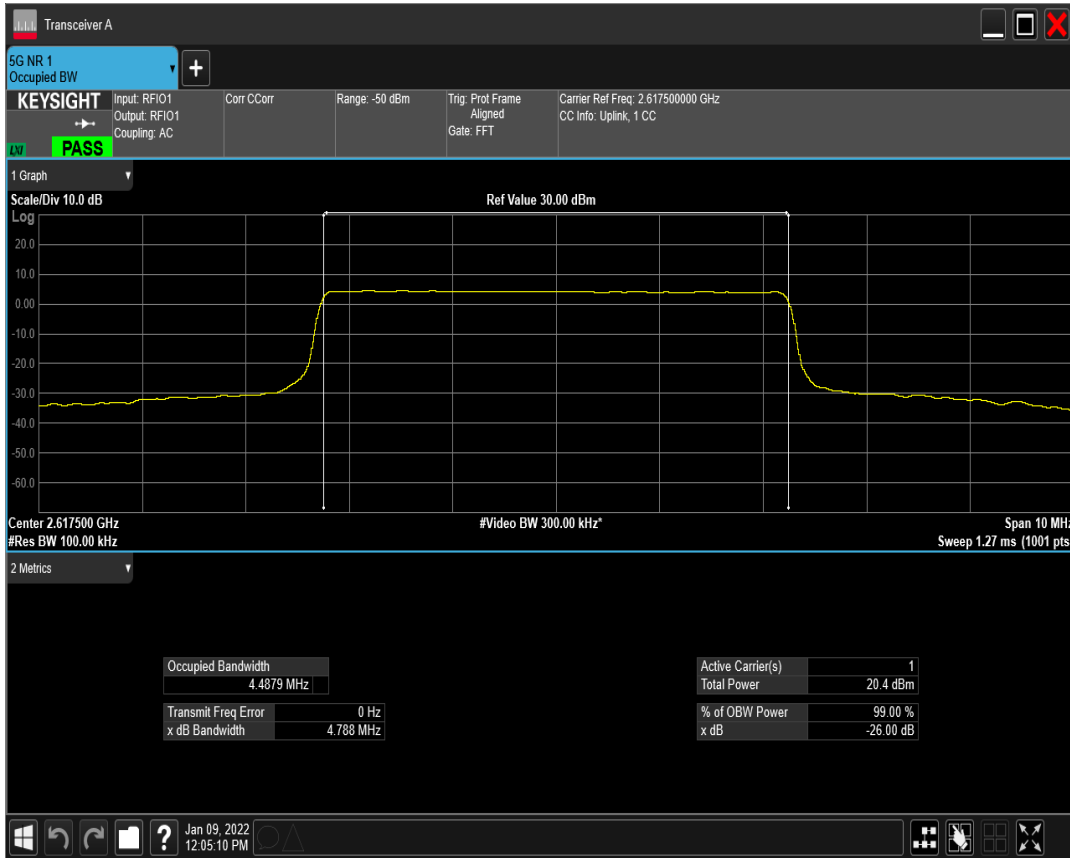 Transceiver A
5G NR 1
Occupied BW
KEYSIGHT
Input: RFIO1
Output: RFIO1
Coupling: AC
Corr CCorr
Range: -50 dBm
Trig: Prot Frame
Aligned
Gate: FFT
Carrier Ref Freq: 2.617500000 GHz
CC Info: Uplink, 1 CC
LXI
PASS
1 Graph
Scale/Div 10.0 dB
Ref Value 30.00 dBm
Log
20.0
10.0
0.00
-10.0
-20.0
-30.0
-40.0
-50.0
-60.0
Center 2.617500 GHz
#Video BW 300.00 kHz*
Span 10 MHz
#Res BW 100.00 kHz
Sweep 1.27 ms (1001 pts
2 Metrics
Occupied Bandwidth
4.4879 MHz
Transmit Freq Error 0 Hz
x dB Bandwidth 4.788 MHz
Active Carrier(s) 1
Total Power 20.4 dBm
% of OBW Power 99.00 %
x dB -26.00 dB
Jan 09, 2022
12:05:10 PM